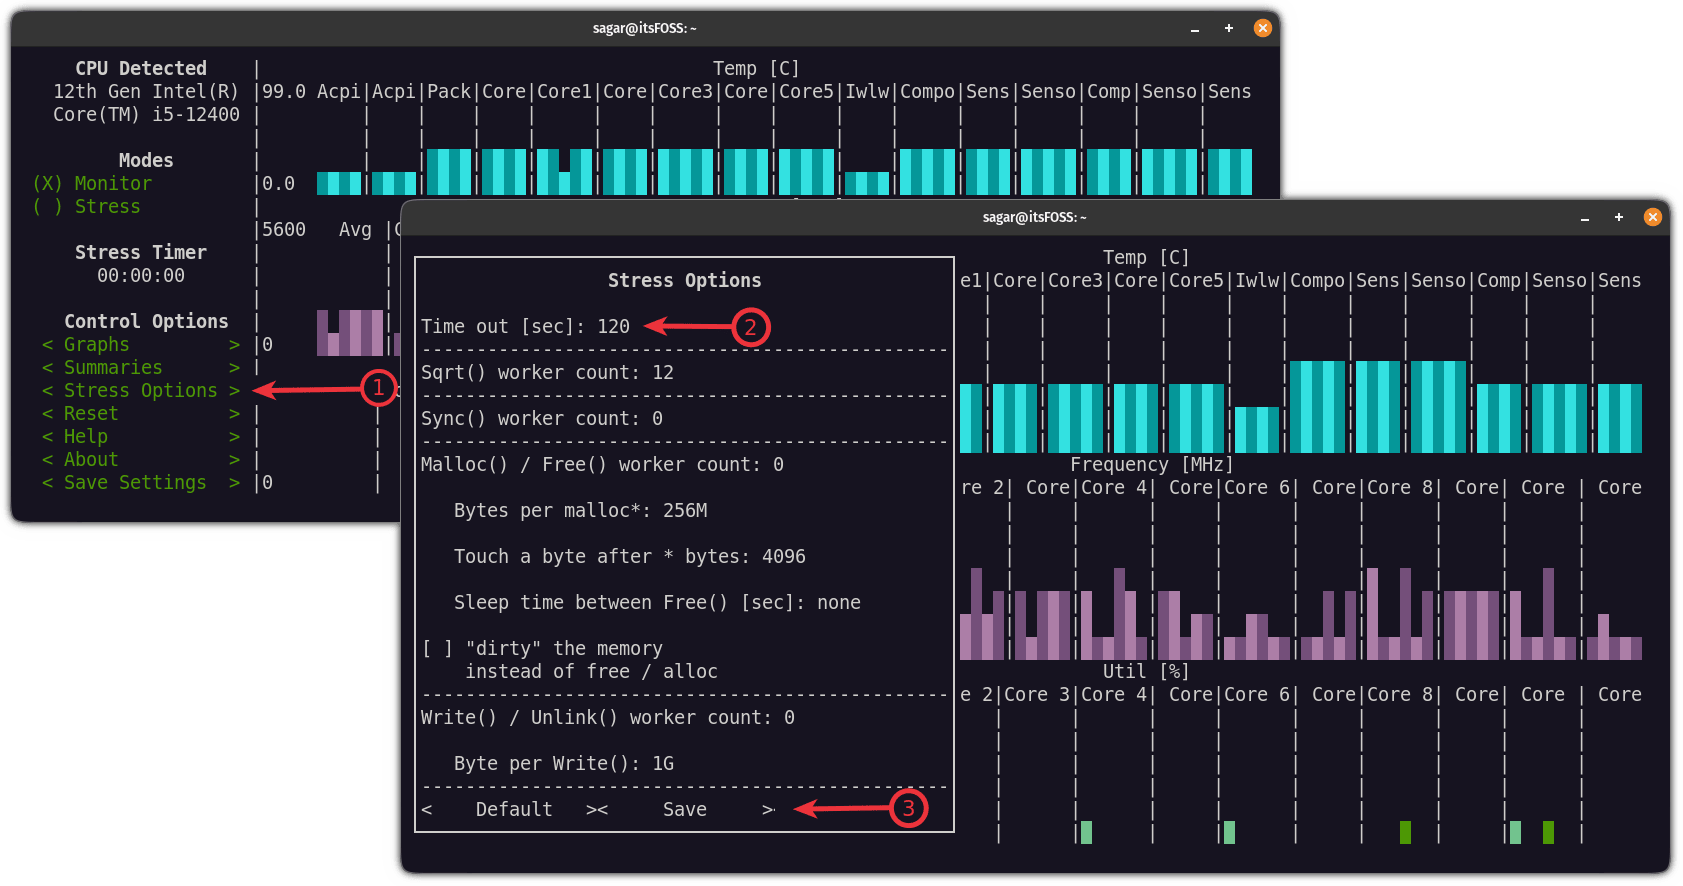 sagar@itsFOSS: ~
CPU Detected
12th Gen Intel(R)
Core(TM) i5-12400
Modes
(X) Monitor
( ) Stress
Stress Timer
00:00:00
Control Options
< Graphs >
< Summaries >
< Stress Options >
< Reset >
< Help >
< About >
< Save Settings >
Temp [C]
99.0 Acpi|Acpi|Pack|Core|Core1|Core|Core3|Core|Core5|Iwlw|Compo|Sens|Senso|Comp|Senso|Sens
0.0
5600 Avg
0
0
1
sagar@itsFOSS: ~
Stress Options
Time out [sec]: 120
2
Sqrt() worker count: 12
Sync() worker count: 0
Malloc() / Free() worker count: 0
Bytes per malloc*: 256M
Touch a byte after * bytes: 4096
Sleep time between Free() [sec]: none
[ ] "dirty" the memory
instead of free / alloc
Write() / Unlink() worker count: 0
Byte per Write(): 1G
< Default >< Save >
3
Temp [C]
e1|Core|Core3|Core|Core5|Iwlw|Compo|Sens|Senso|Comp|Senso|Sens
Frequency [MHz]
re 2| Core|Core 4| Core|Core 6| Core|Core 8| Core| Core | Core
Util [%]
e 2|Core 3|Core 4| Core|Core 6| Core|Core 8| Core| Core | Core